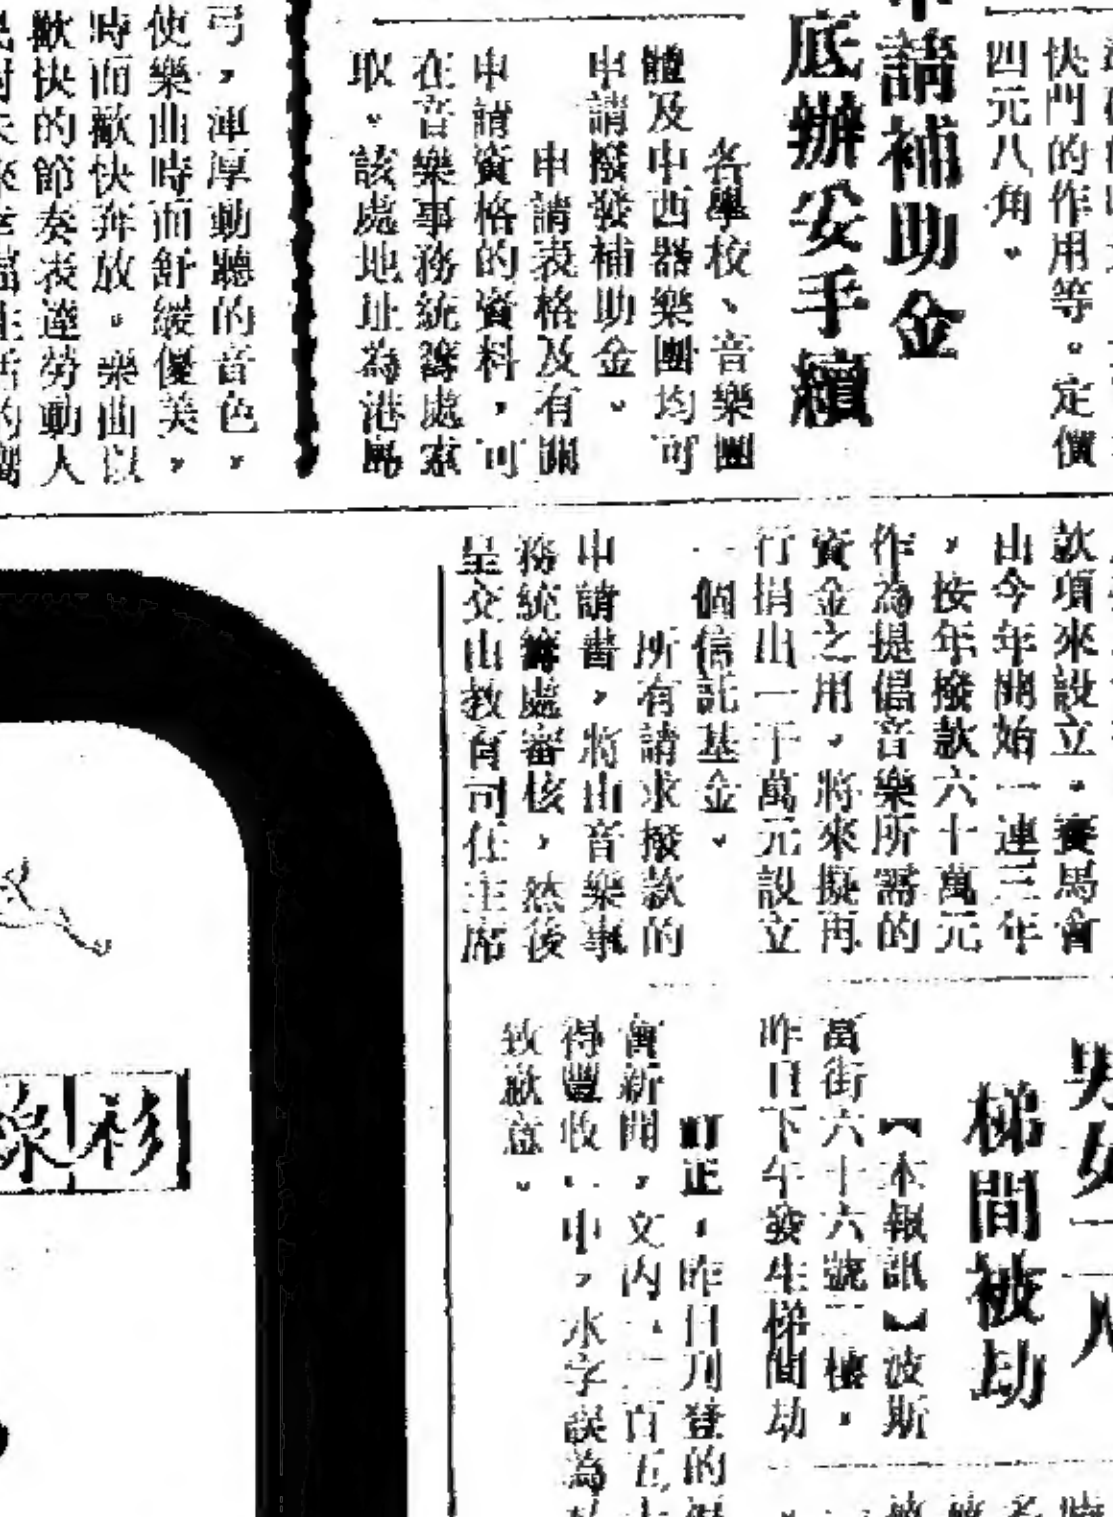 快門的作用等。定價
四元八角。
申請補助金
底辦妥手續
各學校、音樂團
體及中西器樂團均可
申請撥發補助金。
申請表格及有關
申請資格的資料,可
在音樂事務統籌處索
取。該處地址為港島
弓,渾厚動聽的音色,
使樂曲時而舒緩優美,
時而歡快奔放。樂曲以
歡快的節奏表達勞動人
款項來設立。賽馬會
由今年開始一連三年
,按年撥款六十萬元
作為提倡音樂所需的
資金之用,將來擬再
行捐出一千萬元設立
一個信託基金。
所有請求撥款的
申請書,將由音樂事
務統籌處審核,然後
呈交由教育司任主席
男女二人
梯間被劫
【本報訊】波斯
富街六十六號二樓,
昨日下午發生梯間劫
訂正,昨日刊登的
會新聞,文內
得豐收.中,水字誤為
致歉意。
線衫